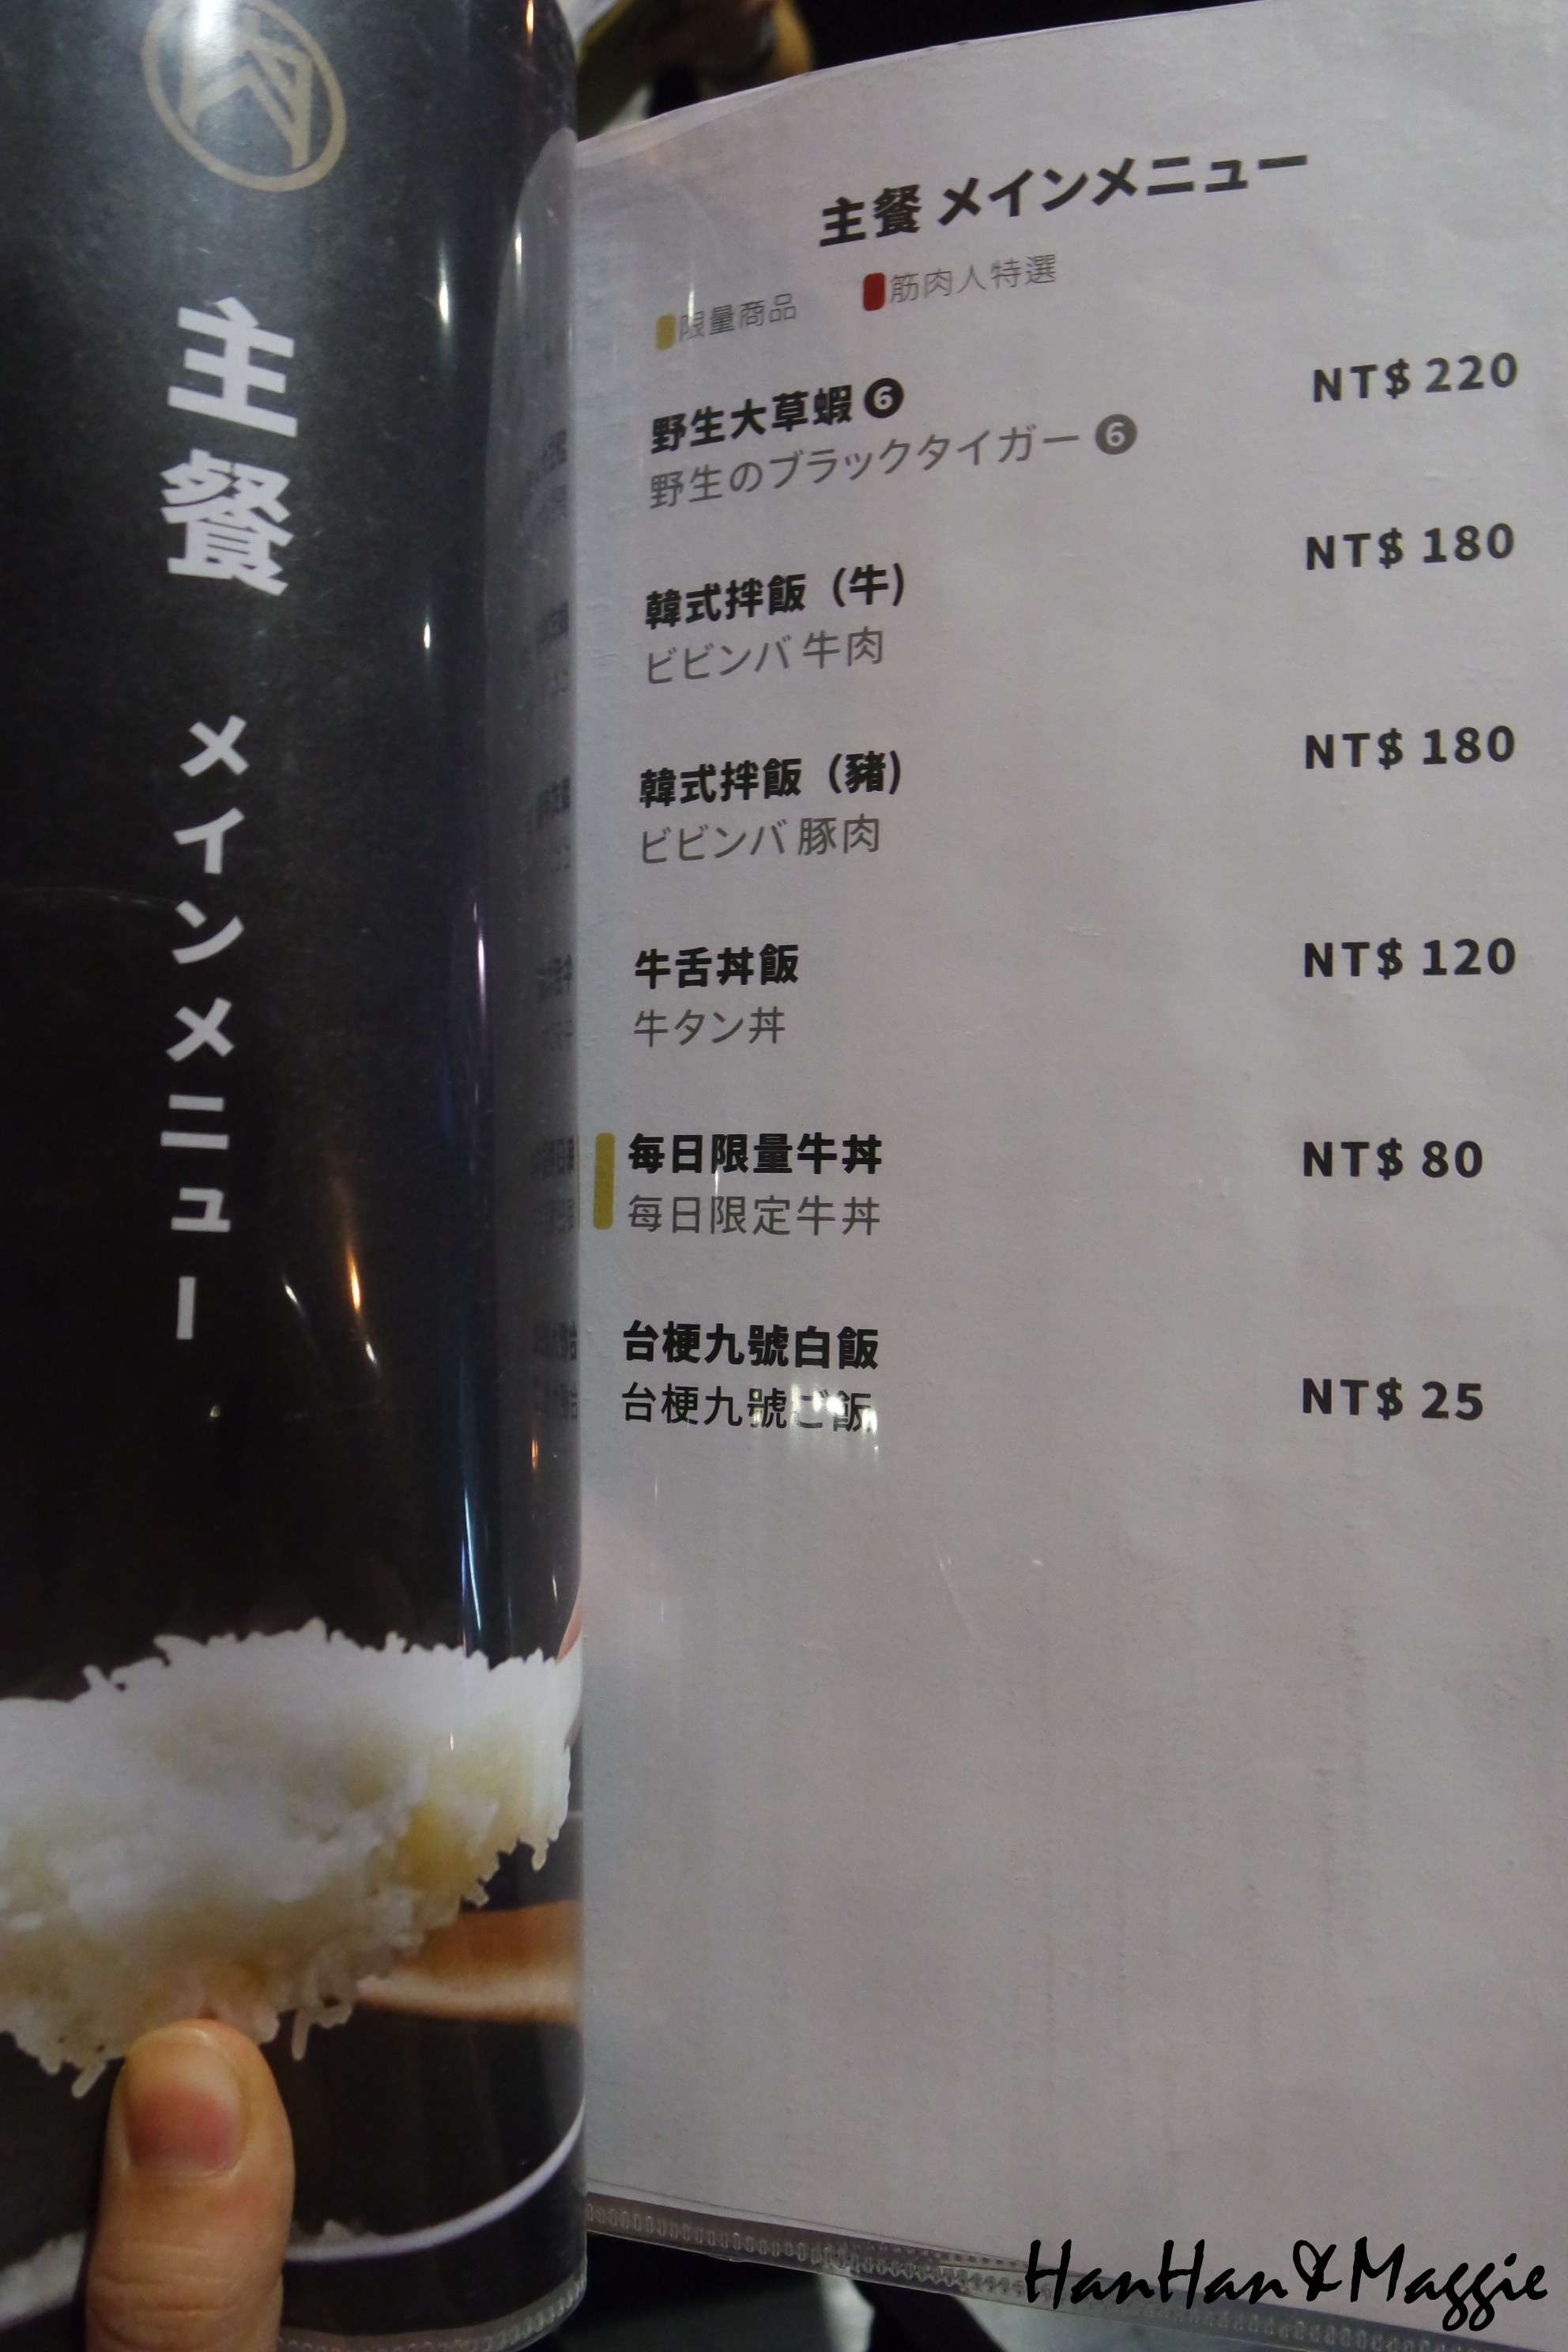 主餐
メインメニュー
主餐 メインメニュー
限量商品 筋肉人特選
野生大草蝦 ❻ NT$ 220
野生のブラックタイガー ❻
韓式拌飯（牛） NT$ 180
ビビンバ 牛肉
韓式拌飯（豬） NT$ 180
ビビンバ 豚肉
牛舌丼飯 NT$ 120
牛タン丼
每日限量牛丼 NT$ 80
每日限定牛丼
台梗九號白飯
台梗九號ご飯 NT$ 25
HanHan&Maggie